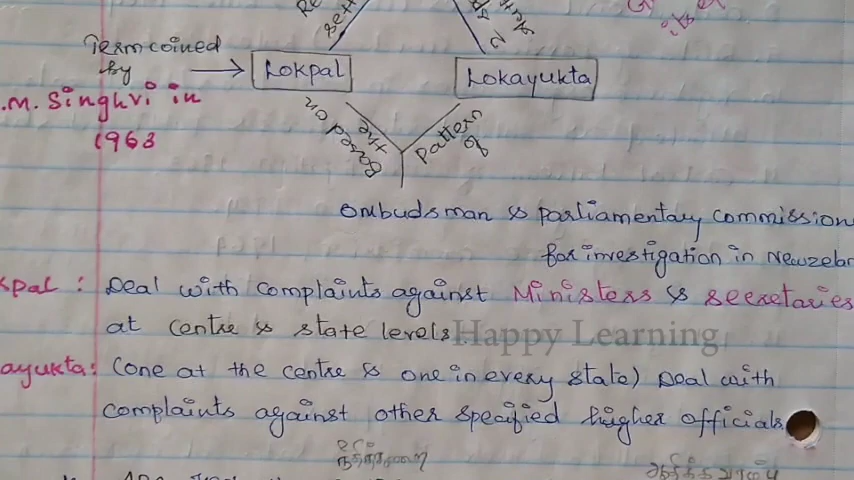 Term coined
by
Lokpal
Lokayukta
.M. Singhvi in
1963
Based on
the
pattern
of
ombudsman & parliamentary commission
for investigation in Newzela
kpal : Deal with complaints against Ministers & secretaries
at centre & state levels.
Happy Learning
ayukta: (one at the centre & one in every state) Deal with
complaints against other specified higher officials.